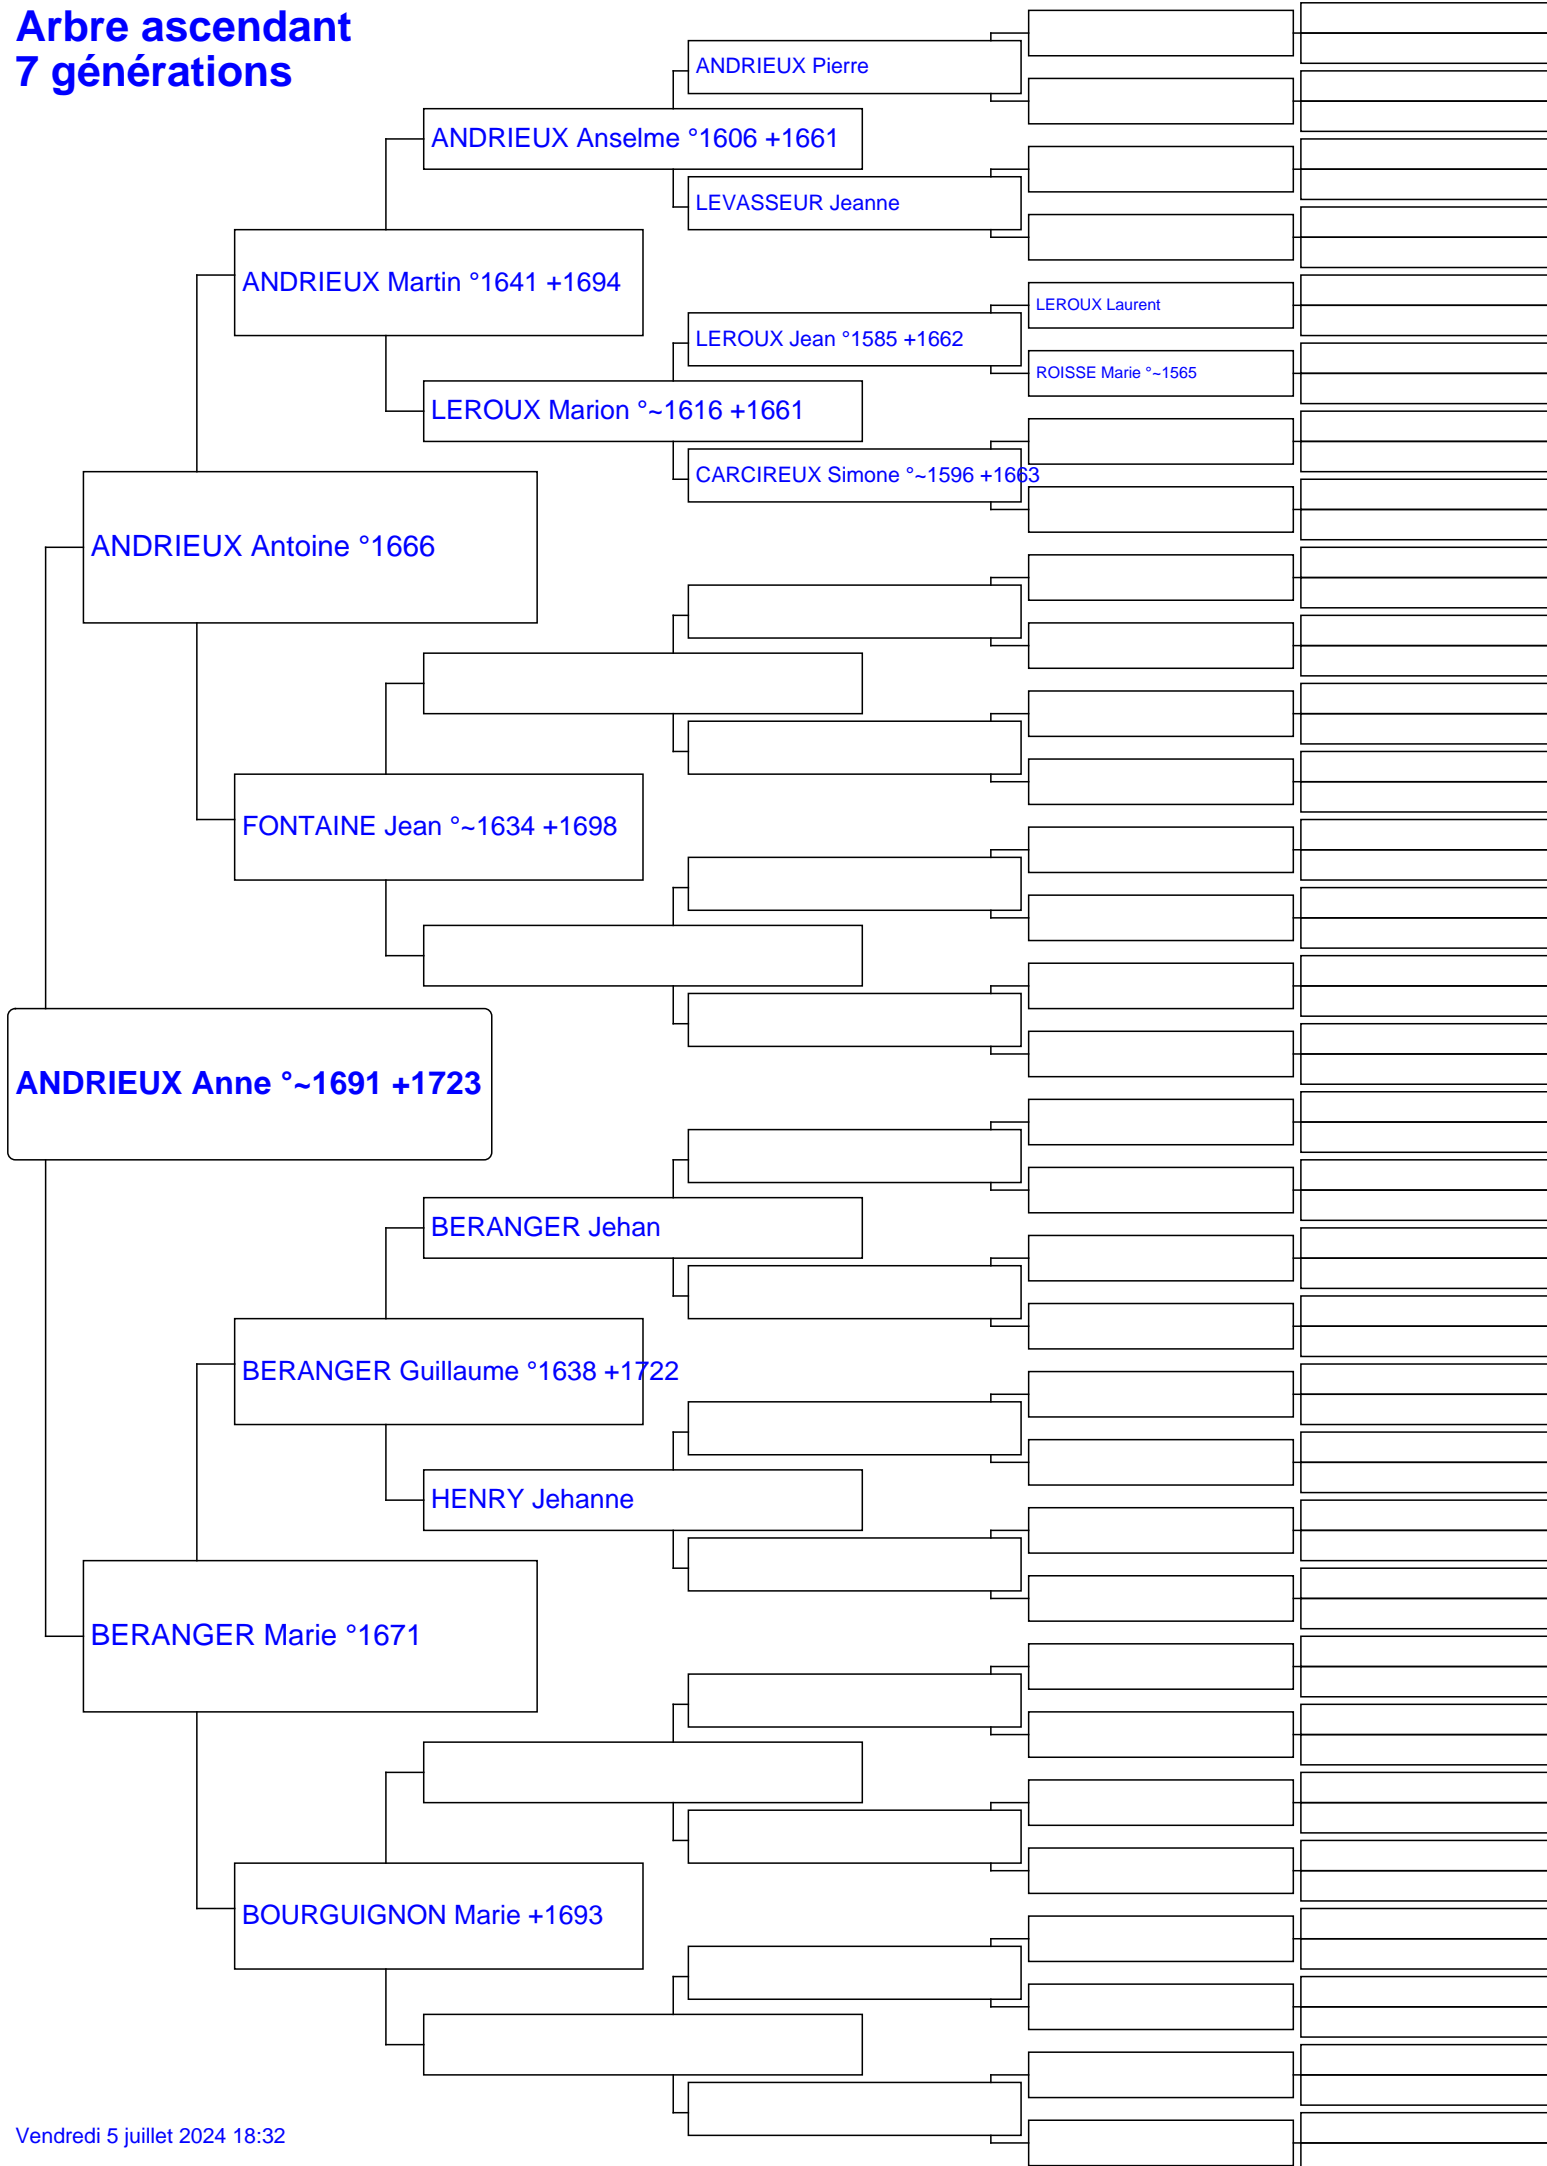 Arbre ascendant
7 générations
ANDRIEUX Pierre
ANDRIEUX Anselme °1606 +1661
LEVASSEUR Jeanne
ANDRIEUX Martin °1641 +1694
LEROUX Laurent
LEROUX Jean °1585 +1662
ROISSE Marie °~1565
LEROUX Marion °~1616 +1661
CARCIREUX Simone °~1596 +1663
ANDRIEUX Antoine °1666
FONTAINE Jean °~1634 +1698
ANDRIEUX Anne °~1691 +1723
BERANGER Jehan
BERANGER Guillaume °1638 +1722
HENRY Jehanne
BERANGER Marie °1671
BOURGUIGNON Marie +1693
Vendredi 5 juillet 2024 18:32